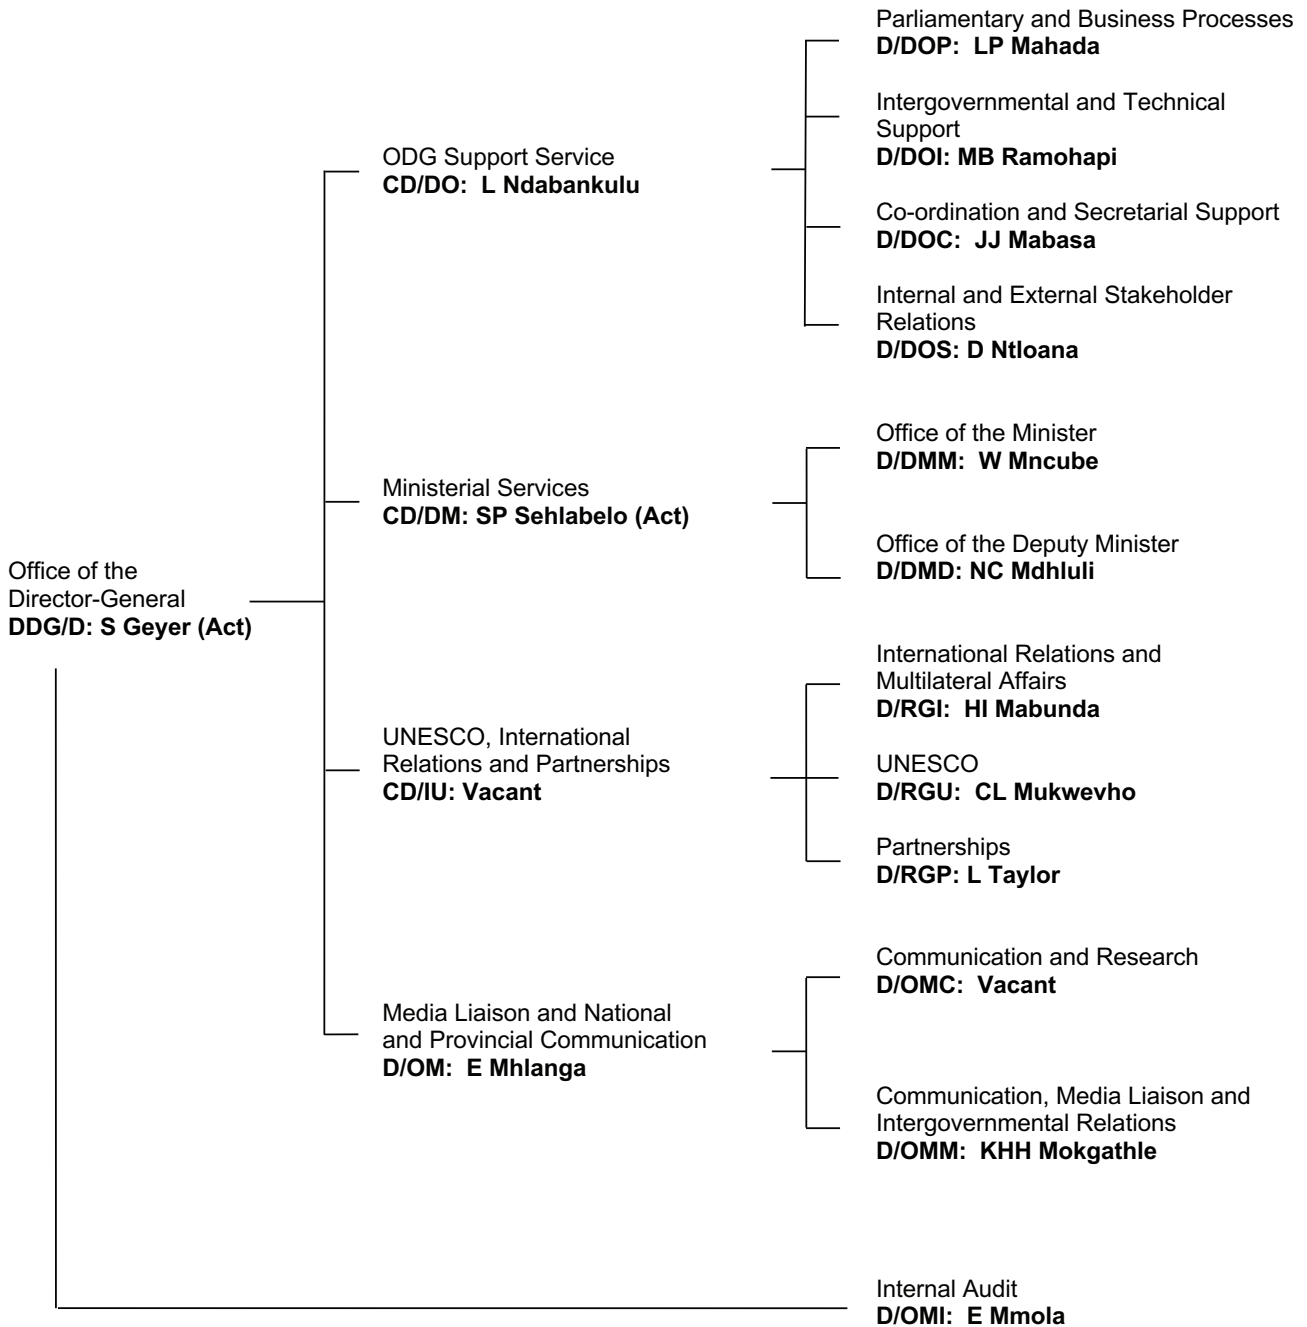 Parliamentary and Business Processes
D/DOP: LP Mahada
Intergovernmental and Technical
Support
D/DOI: MB Ramohapi
ODG Support Service
CD/DO: L Ndabankulu
Co-ordination and Secretarial Support
D/DOC: JJ Mabasa
Internal and External Stakeholder
Relations
D/DOS: D Ntloana
Office of the Minister
D/DMM: W Mncube
Ministerial Services
CD/DM: SP Sehlabelo (Act)
Office of the Deputy Minister
D/DMD: NC Mdhluli
Office of the
Director-General
DDG/D: S Geyer (Act)
International Relations and
Multilateral Affairs
D/RGI: HI Mabunda
UNESCO, International
Relations and Partnerships
CD/IU: Vacant
UNESCO
D/RGU: CL Mukwevho
Partnerships
D/RGP: L Taylor
Communication and Research
D/OMC: Vacant
Media Liaison and National
and Provincial Communication
D/OM: E Mhlanga
Communication, Media Liaison and
Intergovernmental Relations
D/OMM: KHH Mokgathle
Internal Audit
D/OMI: E Mmola